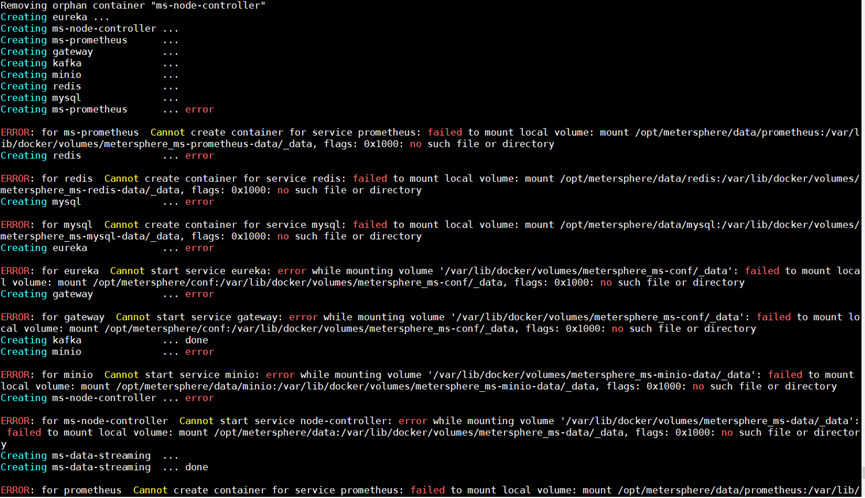 Removing orphan container "ms-node-controller"
Creating eureka ...
Creating ms-node-controller ...
Creating ms-prometheus      ...
Creating gateway            ...
Creating kafka              ...
Creating minio              ...
Creating redis              ...
Creating mysql              ...
Creating ms-prometheus      ... error
ERROR: for ms-prometheus  Cannot create container for service prometheus: failed to mount local volume: mount /opt/metersphere/data/prometheus:/var/l
ib/docker/volumes/metersphere_ms-prometheus-data/_data, flags: 0x1000: no such file or directory
Creating redis              ... error
ERROR: for redis  Cannot create container for service redis: failed to mount local volume: mount /opt/metersphere/data/redis:/var/lib/docker/volumes/
metersphere_ms-redis-data/_data, flags: 0x1000: no such file or directory
Creating mysql              ... error
ERROR: for mysql  Cannot create container for service mysql: failed to mount local volume: mount /opt/metersphere/data/mysql:/var/lib/docker/volumes/
metersphere_ms-mysql-data/_data, flags: 0x1000: no such file or directory
Creating eureka             ... error
ERROR: for eureka  Cannot start service eureka: error while mounting volume '/var/lib/docker/volumes/metersphere_ms-conf/_data': failed to mount loca
l volume: mount /opt/metersphere/conf:/var/lib/docker/volumes/metersphere_ms-conf/_data, flags: 0x1000: no such file or directory
Creating gateway            ... error
ERROR: for gateway  Cannot start service gateway: error while mounting volume '/var/lib/docker/volumes/metersphere_ms-conf/_data': failed to mount lo
cal volume: mount /opt/metersphere/conf:/var/lib/docker/volumes/metersphere_ms-conf/_data, flags: 0x1000: no such file or directory
Creating kafka              ... done
Creating minio              ... error
ERROR: for minio  Cannot start service minio: error while mounting volume '/var/lib/docker/volumes/metersphere_ms-minio-data/_data': failed to mount
local volume: mount /opt/metersphere/data/minio:/var/lib/docker/volumes/metersphere_ms-minio-data/_data, flags: 0x1000: no such file or directory
Creating ms-node-controller ... error
ERROR: for ms-node-controller  Cannot start service node-controller: error while mounting volume '/var/lib/docker/volumes/metersphere_ms-data/_data':
failed to mount local volume: mount /opt/metersphere/data:/var/lib/docker/volumes/metersphere_ms-data/_data, flags: 0x1000: no such file or director
y
Creating ms-data-streaming  ...
Creating ms-data-streaming  ... done
ERROR: for prometheus  Cannot create container for service prometheus: failed to mount local volume: mount /opt/metersphere/data/prometheus:/var/lib/